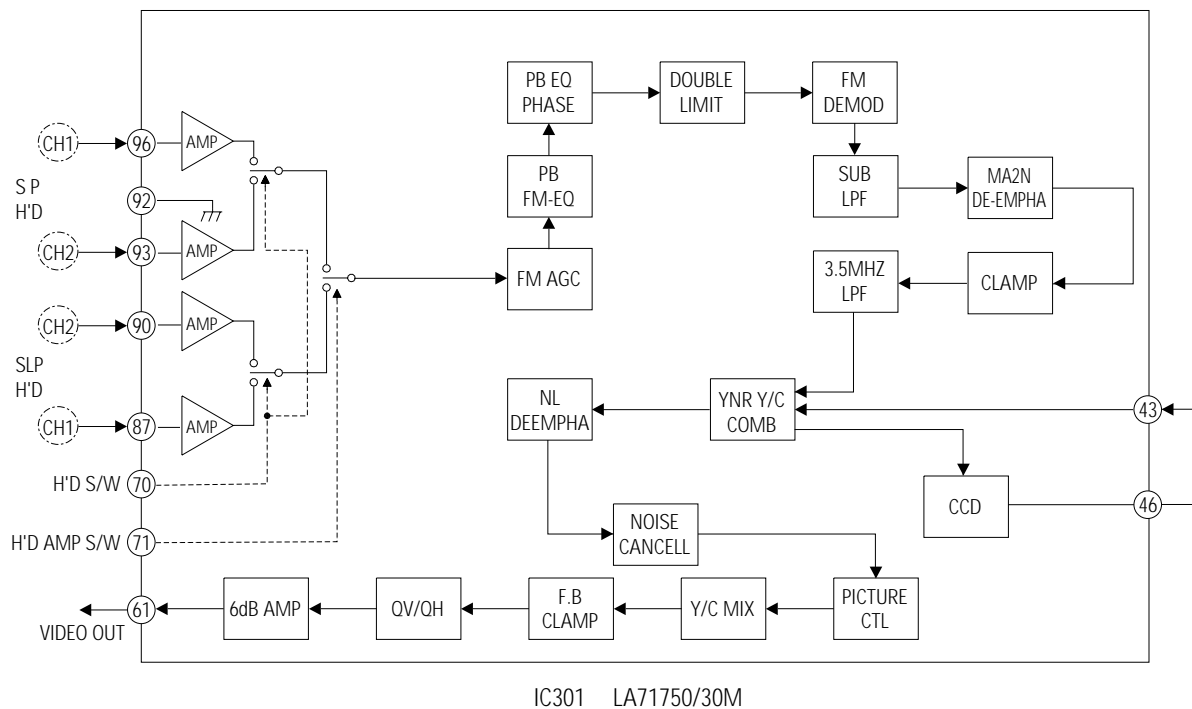 CH1
96
AMP
S P
H'D
92
CH2
93
AMP
CH2
90
AMP
SLP
H'D
CH1
87
AMP
H'D S/W
70
H'D AMP S/W
71
61
VIDEO OUT
PB EQ
PHASE
DOUBLE
LIMIT
FM
DEMOD
PB
FM-EQ
SUB
LPF
MA2N
DE-EMPHA
FM AGC
3.5MHZ
LPF
CLAMP
NL
DEEMPHA
YNR Y/C
COMB
43
CCD
46
NOISE
CANCELL
6dB AMP
QV/QH
F.B
CLAMP
Y/C MIX
PICTURE
CTL
IC301 LA71750/30M